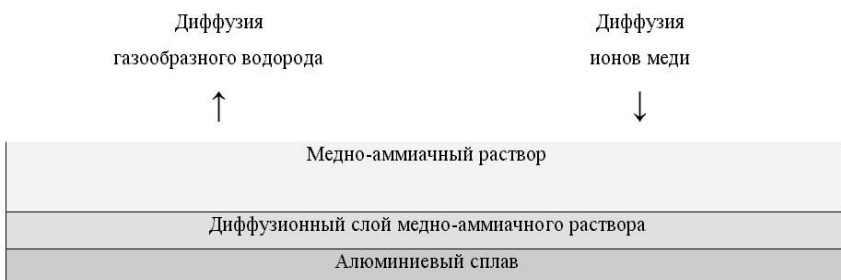 Диффузия
газообразного водорода
Диффузия
ионов меди
Медно-аммиачный раствор
Диффузионный слой медно-аммиачного раствора
Алюминиевый сплав